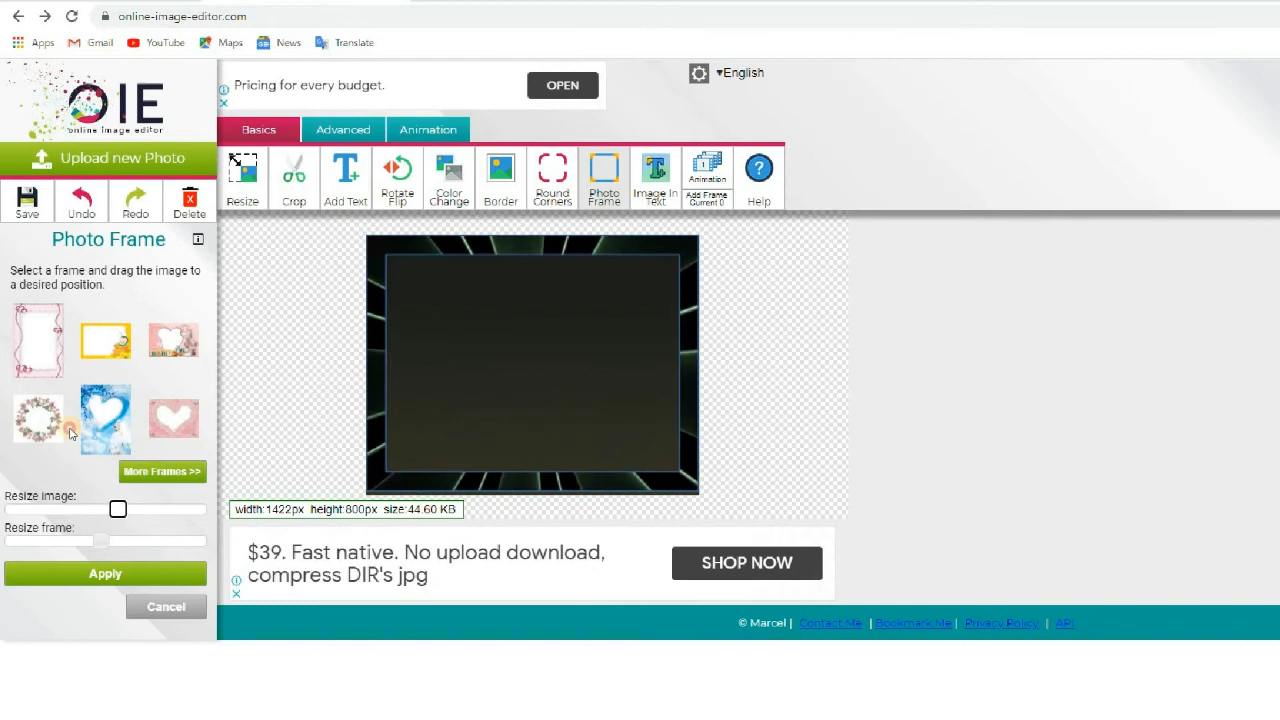 online-image-editor.com
Apps Gmail YouTube Maps News Translate
OIE
online image editor
Upload new Photo
Save Undo Redo Delete
Photo Frame
Select a frame and drag the image to
a desired position.
More Frames >>
Resize image:
Resize frame:
Apply
Cancel
Pricing for every budget.
OPEN
▾English
Basics Advanced Animation
Resize
Crop
Add Text
Rotate
Flip
Color
Change
Border
Round
Corners
Photo
Frame
Image In
Text
Animation
Add Frame
Current 0
Help
width:1422px height:800px size:44.60 KB
$39. Fast native. No upload download,
compress DIR's jpg
SHOP NOW
© Marcel | Contact Me | Bookmark Me | Privacy Policy | API